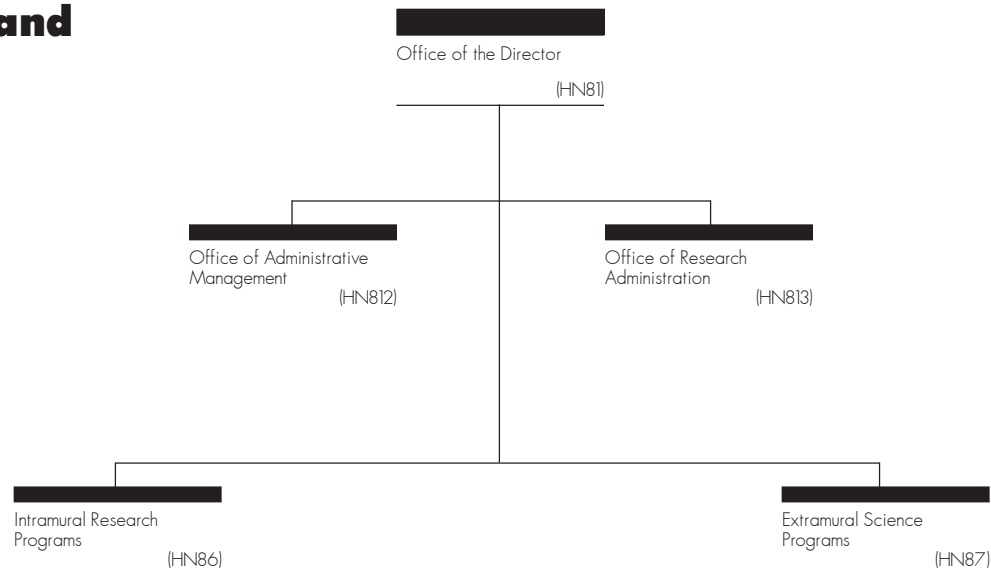 and
Office of the Director
(HN81)
Office of Administrative
Management
(HN812)
Office of Research
Administration
(HN813)
Intramural Research
Programs
(HN86)
Extramural Science
Programs
(HN87)